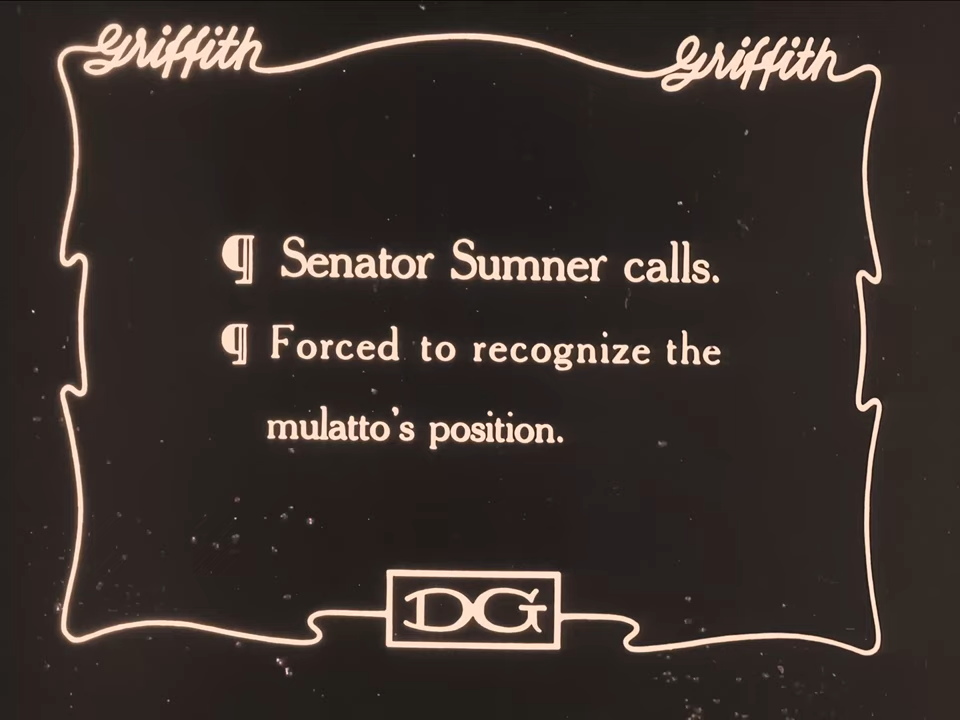 Griffith Griffith
¶ Senator Sumner calls.
¶ Forced to recognize the
mulatto's position.
DG